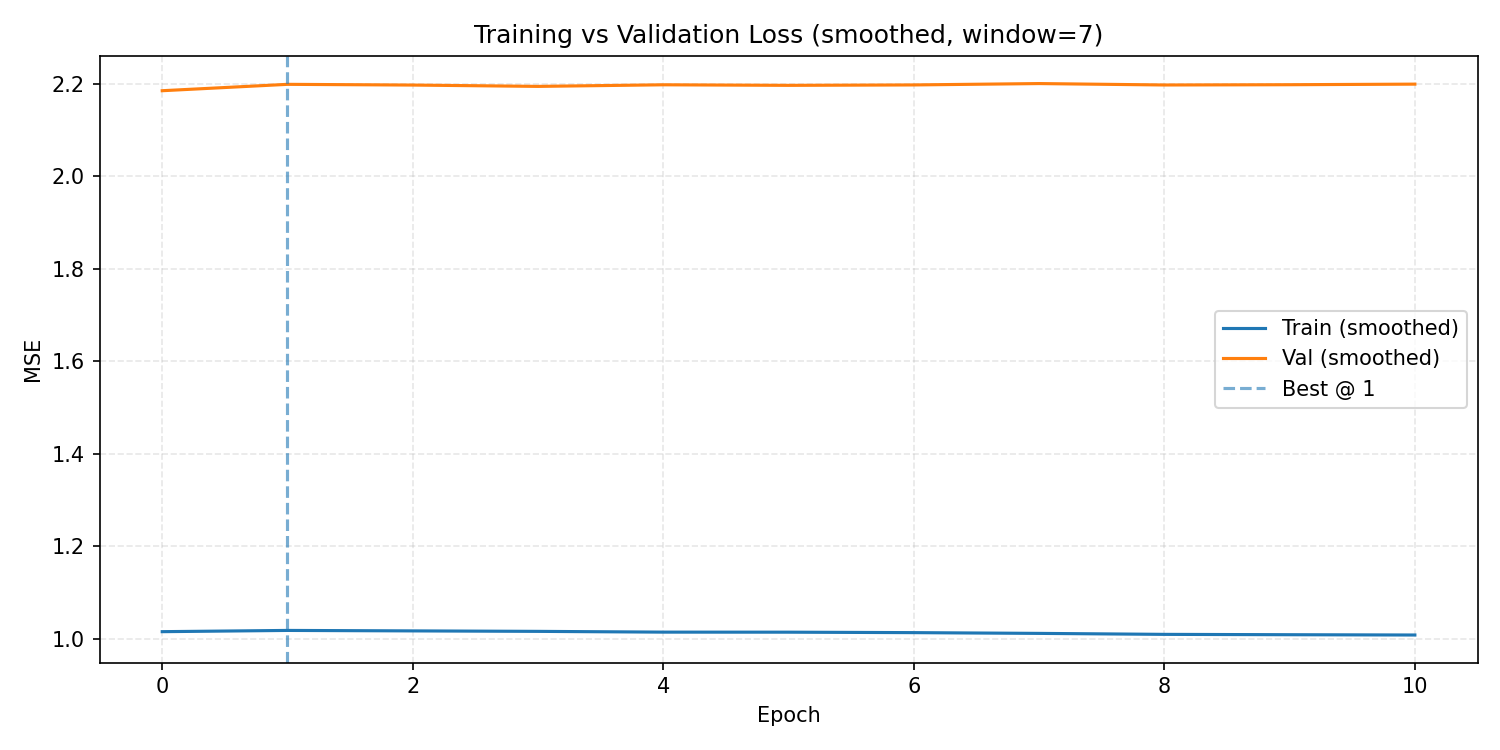 Training vs Validation Loss (smoothed, window=7)
MSE
2.2
2.0
1.8
1.6
1.4
1.2
1.0
Train (smoothed)
Val (smoothed)
Best @ 1
0 2 4 6 8 10
Epoch